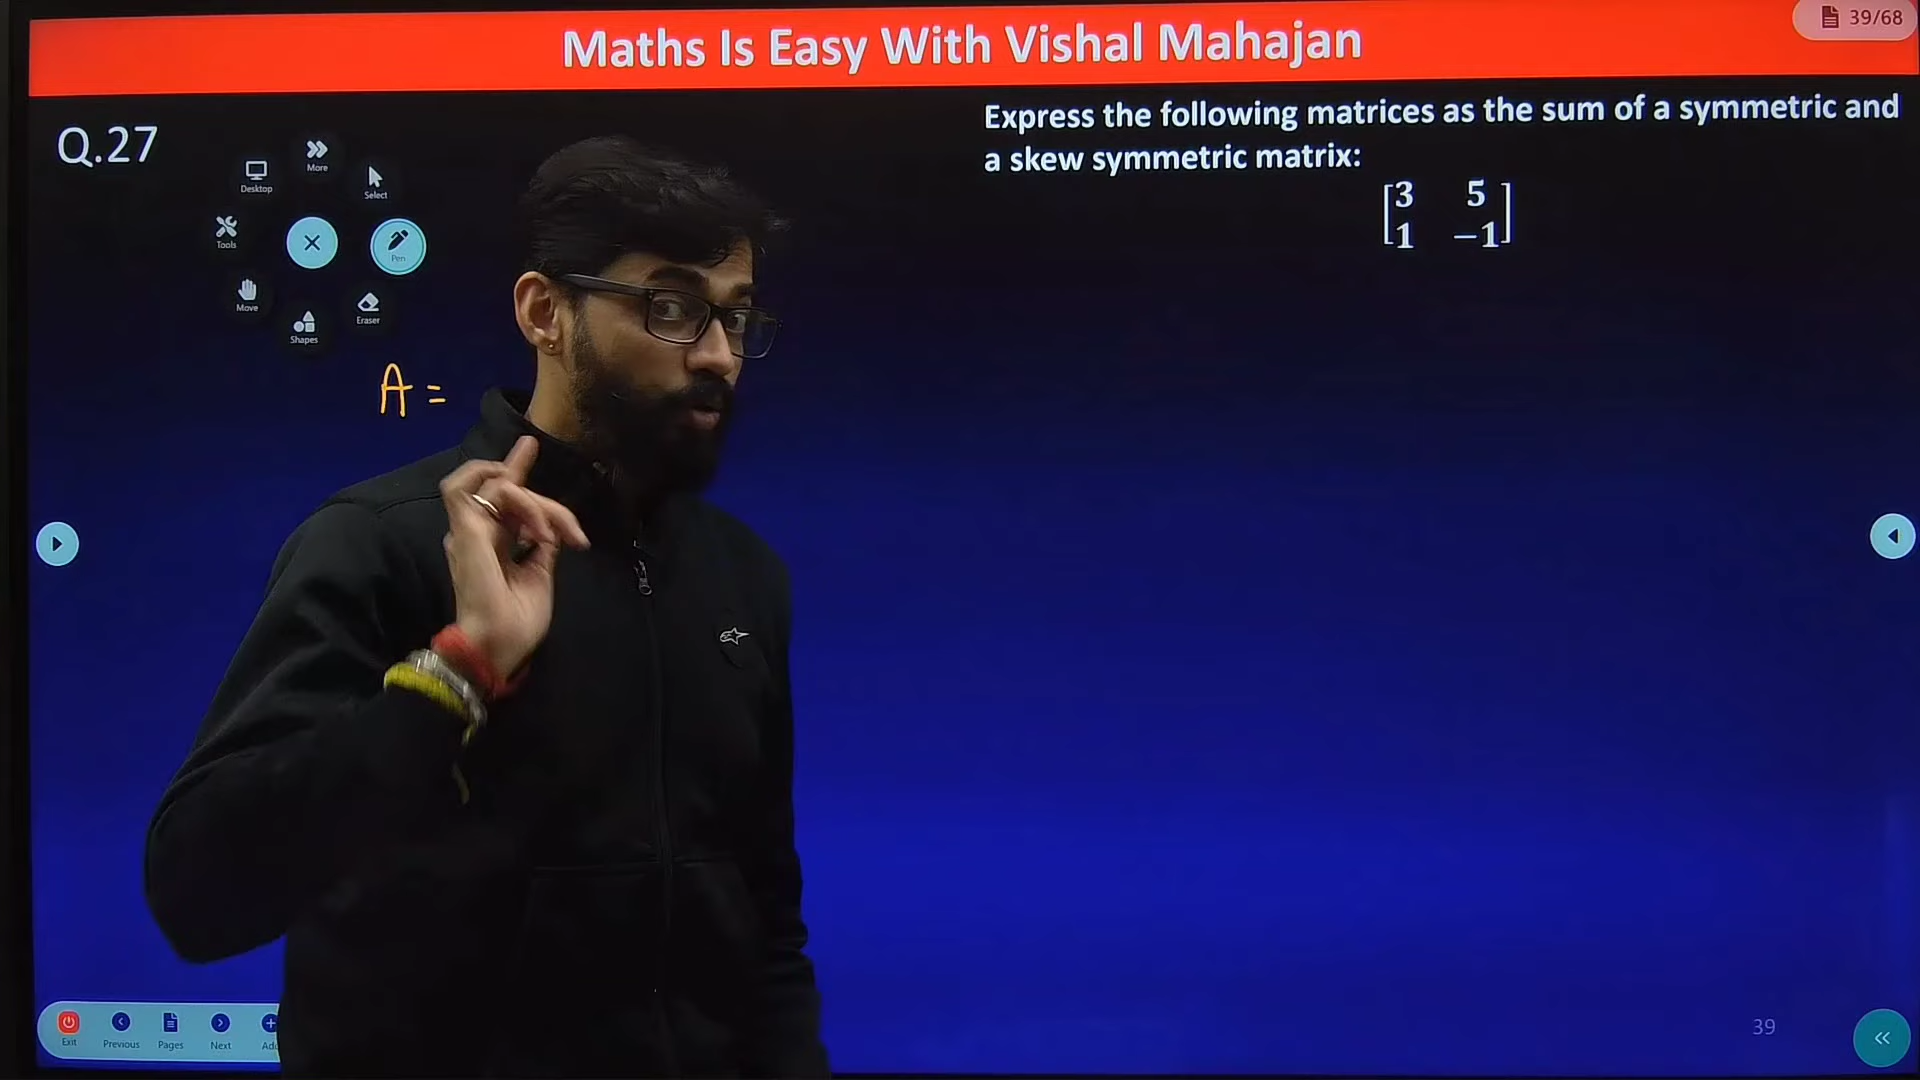 39/68
Maths Is Easy With Vishal Mahajan
Q.27
Express the following matrices as the sum of a symmetric and
a skew symmetric matrix:
[3 5]
[1 −1]
More
Desktop
Select
Tools
Pen
Move
Eraser
Shapes
A =
Exit
Previous
Pages
Next
39